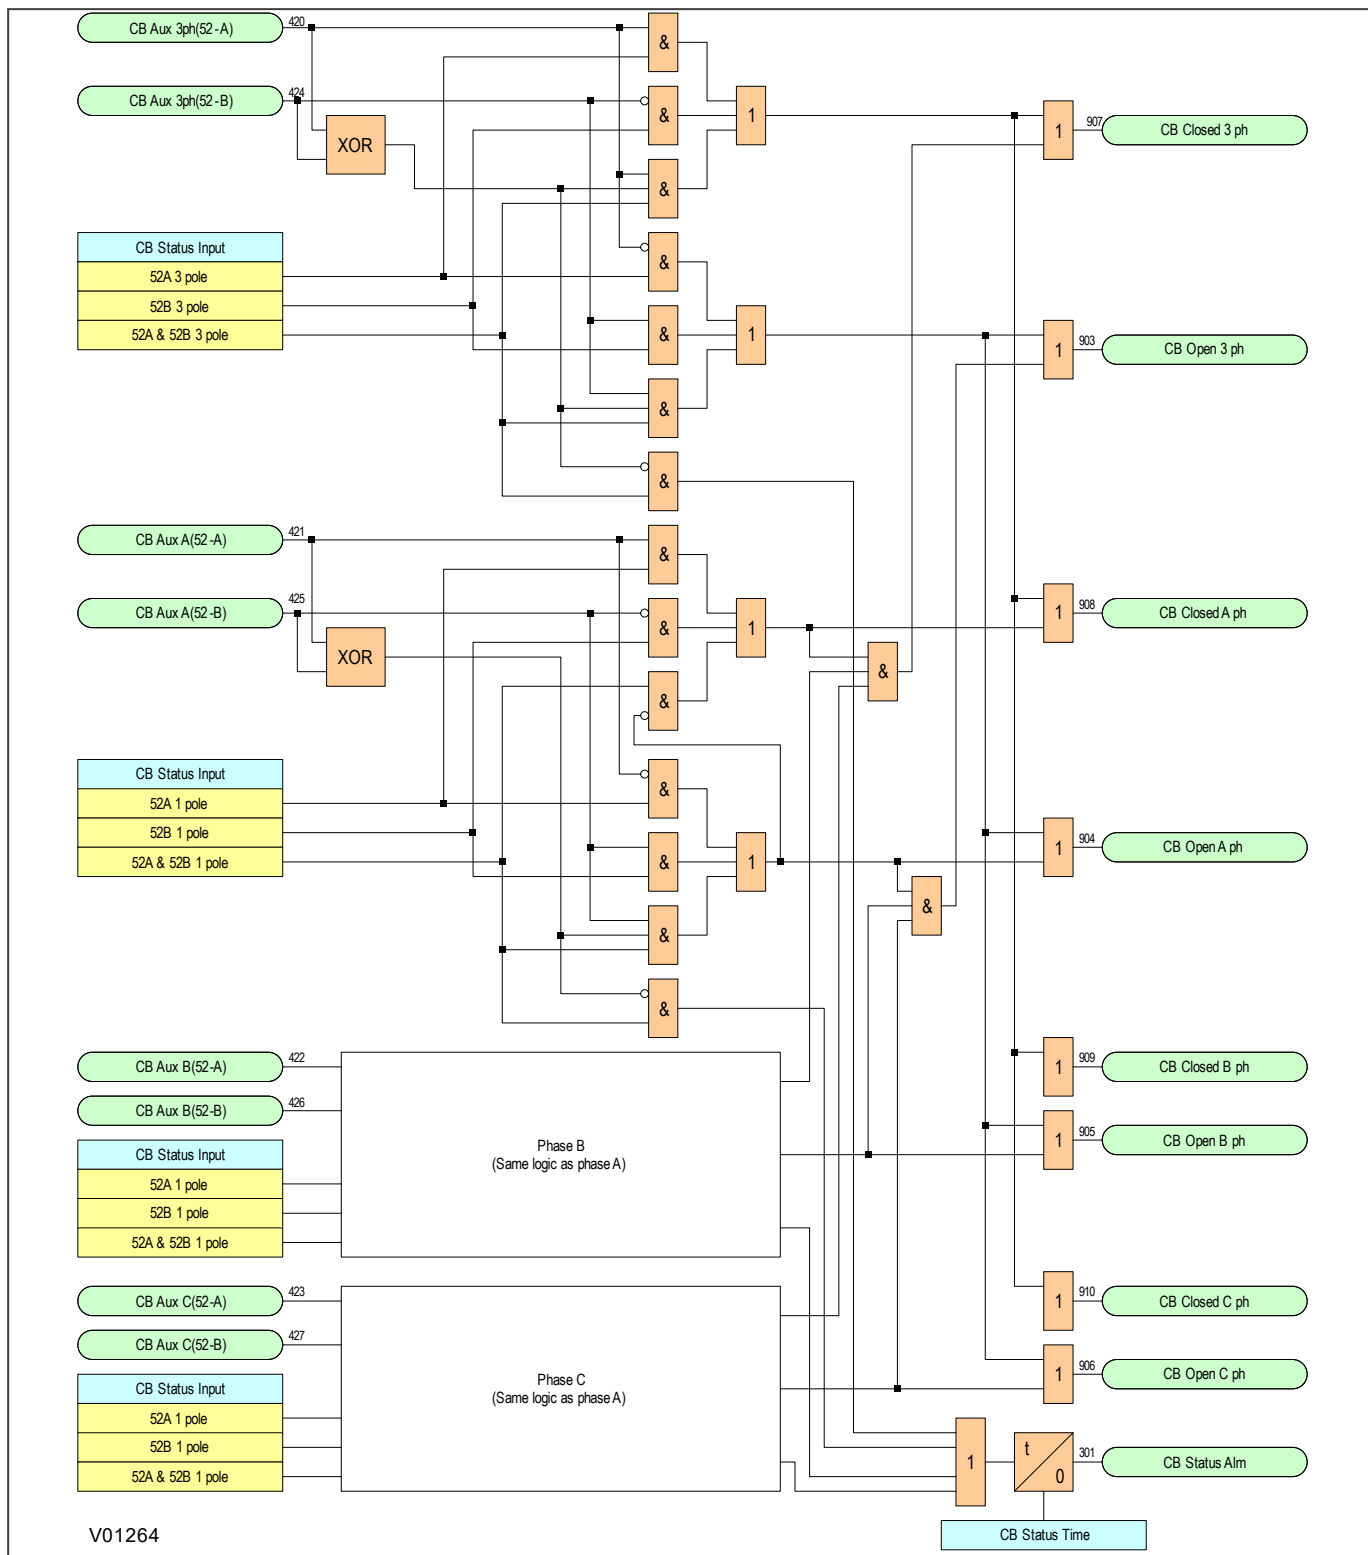 CB Aux 3ph(52-A)
420
&
CB Aux 3ph(52-B)
424
&
1
1
907
CB Closed 3 ph
XOR
&
CB Status Input
&
52A 3 pole
52B 3 pole
&
1
1
903
CB Open 3 ph
52A & 52B 3 pole
&
&
CB Aux A(52-A)
421
&
CB Aux A(52-B)
425
&
1
1
908
CB Closed A ph
XOR
&
&
CB Status Input
&
52A 1 pole
52B 1 pole
&
1
1
904
CB Open A ph
52A & 52B 1 pole
&
&
&
CB Aux B(52-A)
422
1
909
CB Closed B ph
CB Aux B(52-B)
426
1
905
CB Open B ph
Phase B
(Same logic as phase A)
CB Status Input
52A 1 pole
52B 1 pole
52A & 52B 1 pole
CB Aux C(52-A)
423
1
910
CB Closed C ph
CB Aux C(52-B)
427
1
906
CB Open C ph
Phase C
(Same logic as phase A)
CB Status Input
52A 1 pole
52B 1 pole
52A & 52B 1 pole
1
t
0
301
CB Status Alm
CB Status Time
V01264